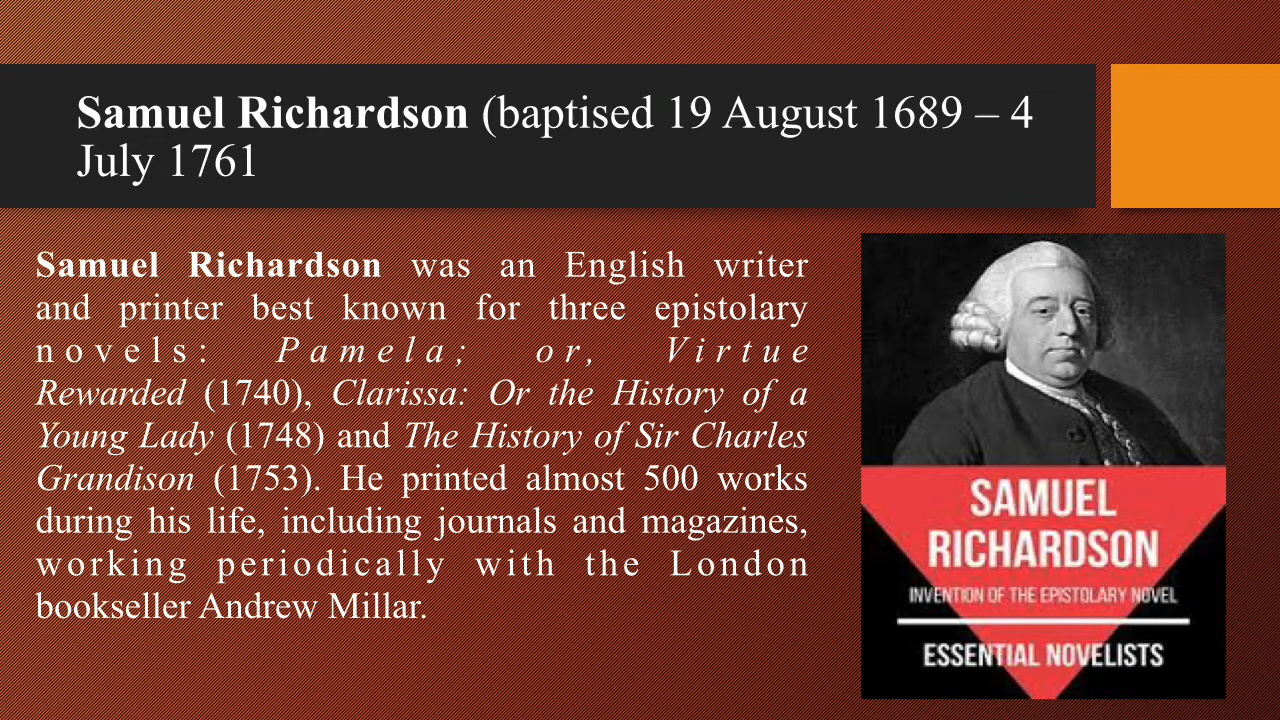 Samuel Richardson (baptised 19 August 1689 – 4
July 1761
Samuel Richardson was an English writer
and printer best known for three epistolary
novels: Pamela; or, Virtue
Rewarded (1740), Clarissa: Or the History of a
Young Lady (1748) and The History of Sir Charles
Grandison (1753). He printed almost 500 works
during his life, including journals and magazines,
working periodically with the London
bookseller Andrew Millar.
SAMUEL
RICHARDSON
INVENTION OF THE EPISTOLARY NOVEL
ESSENTIAL NOVELISTS